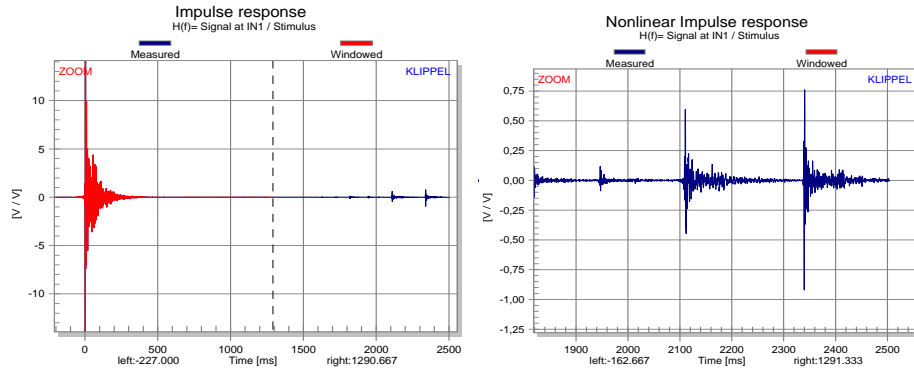 Impulse response
H(f)= Signal at IN1 / Stimulus
Measured Windowed
ZOOM KLIPPEL
10
5
0
-5
-10
[V / V]
0 500 1000 1500 2000 2500
left:-227.000 Time [ms] right:1290.667
Nonlinear Impulse response
H(f)= Signal at IN1 / Stimulus
Measured Windowed
ZOOM KLIPPEL
0,75
0,50
0,25
0,00
-0,25
-0,50
-0,75
-1,00
-1,25
[V / V]
1900 2000 2100 2200 2300 2400 2500
left:-162.667 Time [ms] right:1291.333